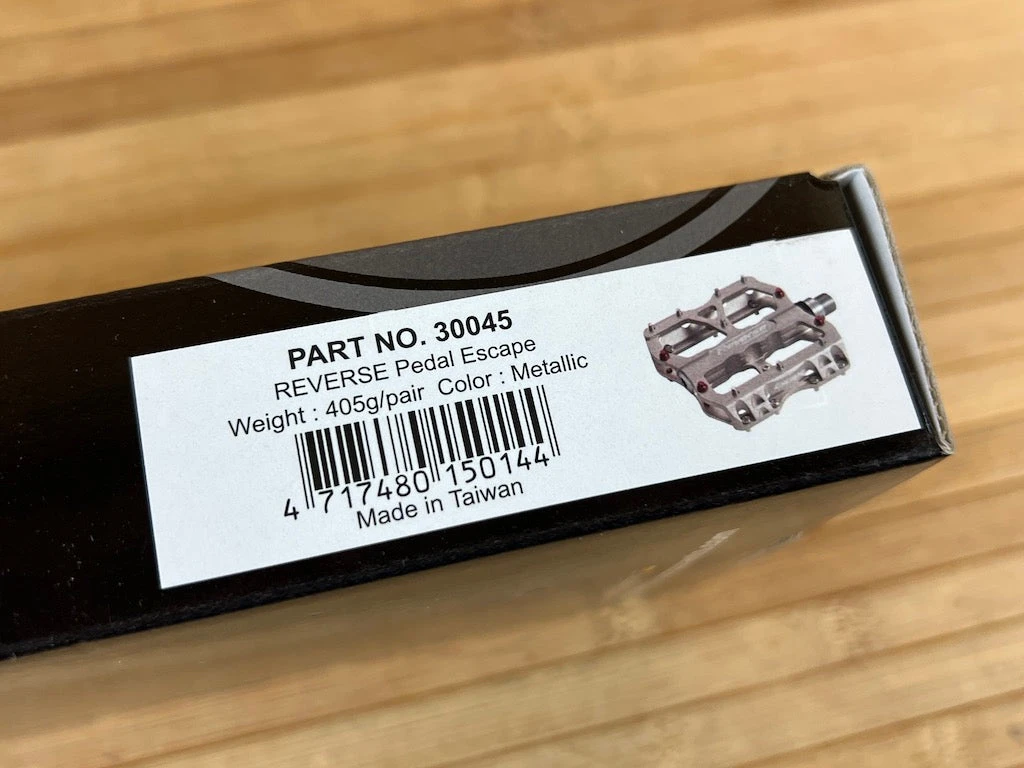 PART NO. 30045
REVERSE Pedal Escape
Weight : 405g/pair Color : Metallic
4 717480 150144
Made in Taiwan